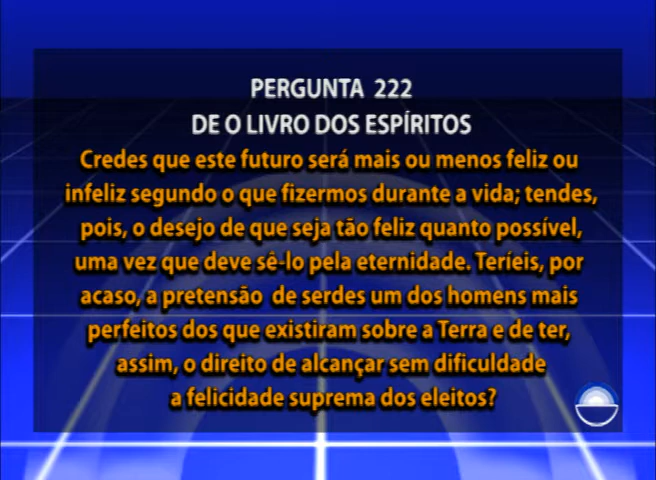 PERGUNTA 222
DE O LIVRO DOS ESPÍRITOS
Credes que este futuro será mais ou menos feliz ou
infeliz segundo o que fizermos durante a vida; tendes,
pois, o desejo de que seja tão feliz quanto possível,
uma vez que deve sê-lo pela eternidade. Teríeis, por
acaso, a pretensão de serdes um dos homens mais
perfeitos dos que existiram sobre a Terra e de ter,
assim, o direito de alcançar sem dificuldade
a felicidade suprema dos eleitos?